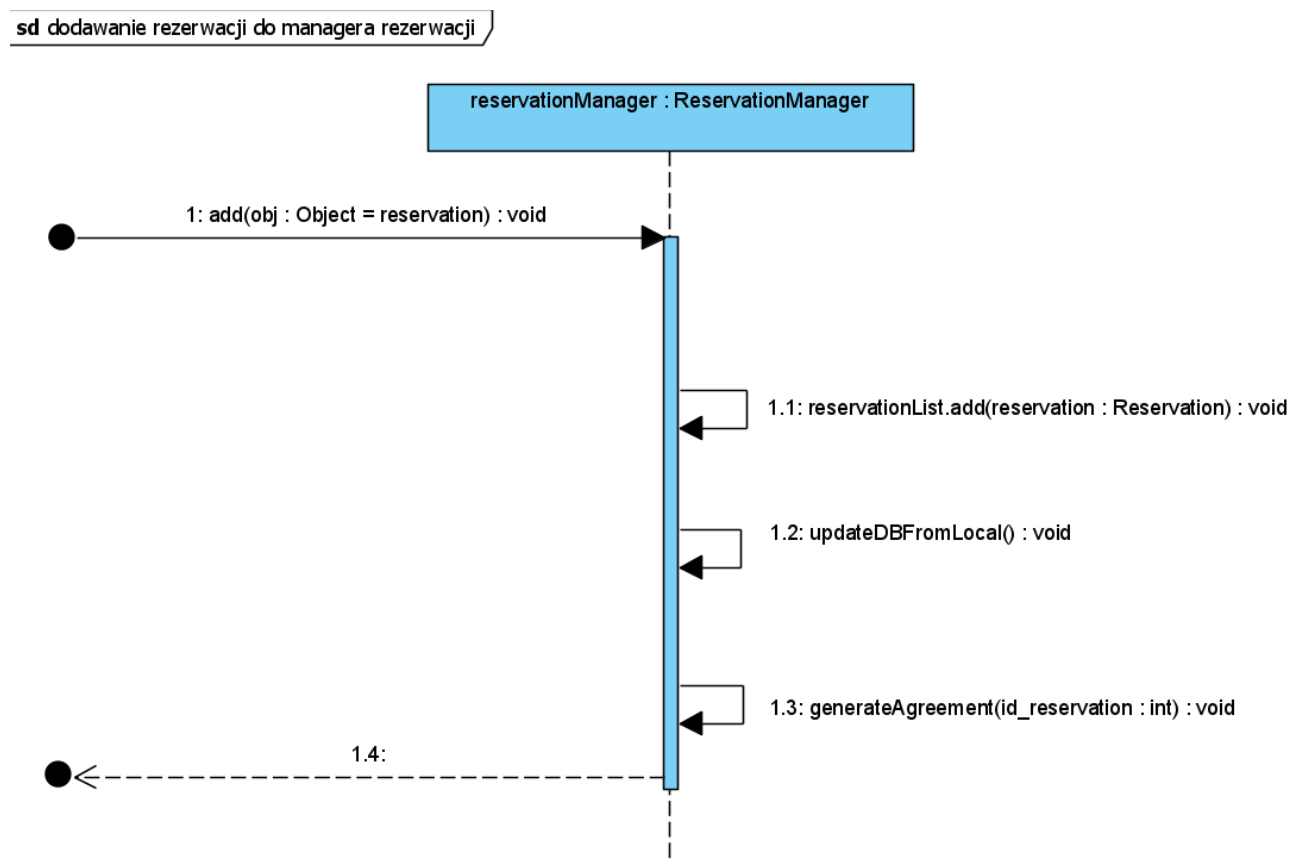 sd dodawanie rezerwacji do managera rezerwacji
reservationManager : ReservationManager
1: add(obj : Object = reservation) : void
1.1: reservationList.add(reservation : Reservation) : void
1.2: updateDBFromLocal() : void
1.3: generateAgreement(id_reservation : int) : void
1.4: